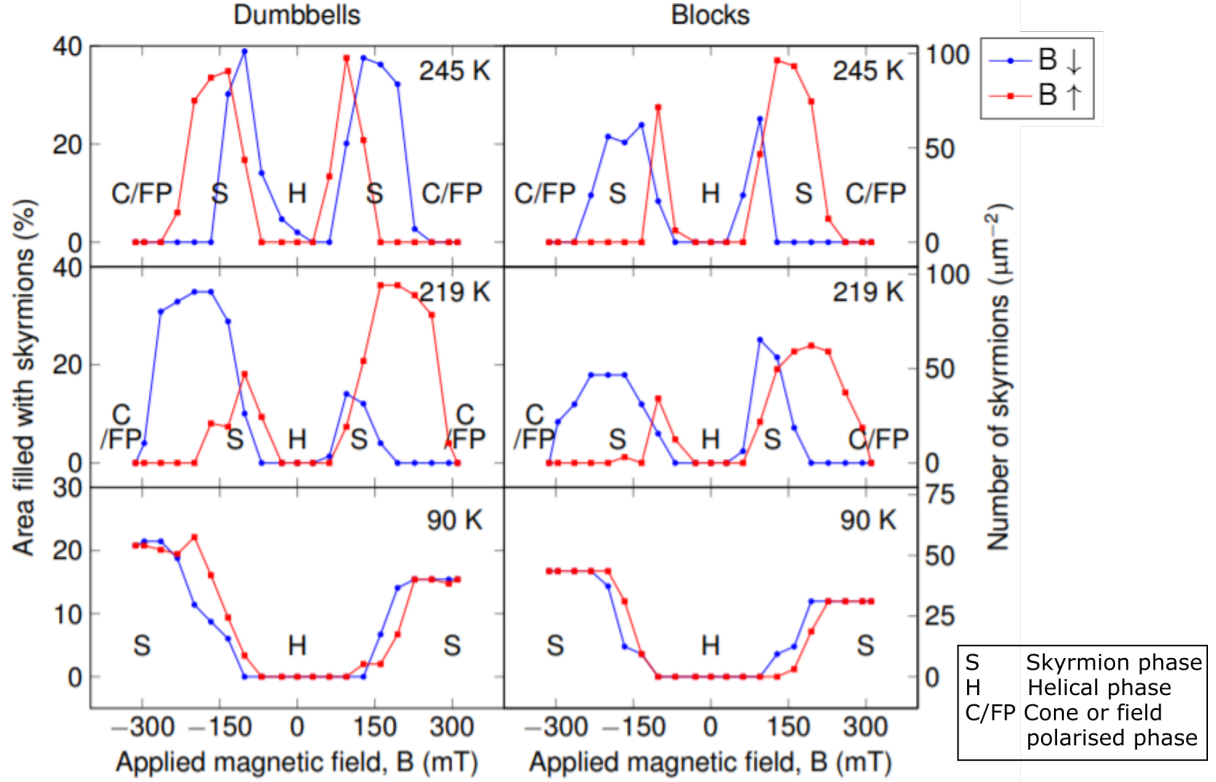 Dumbbells
Blocks
40
20
0
245 K
C/FP
S
H
S
C/FP
245 K
C/FP
S
H
S
C/FP
100
50
0
B ↓
B ↑
40
20
0
219 K
C
/FP
S
H
S
C
/FP
219 K
C
/FP
S
H
S
C/FP
100
50
0
30
20
10
0
90 K
S
H
S
90 K
S
H
S
75
50
25
0
Area filled with skyrmions (%)
Number of skyrmions (μm⁻²)
−300 −150 0 150 300
−300 −150 0 150 300
Applied magnetic field, B (mT)
Applied magnetic field, B (mT)
S Skyrmion phase
H Helical phase
C/FP Cone or field
polarised phase